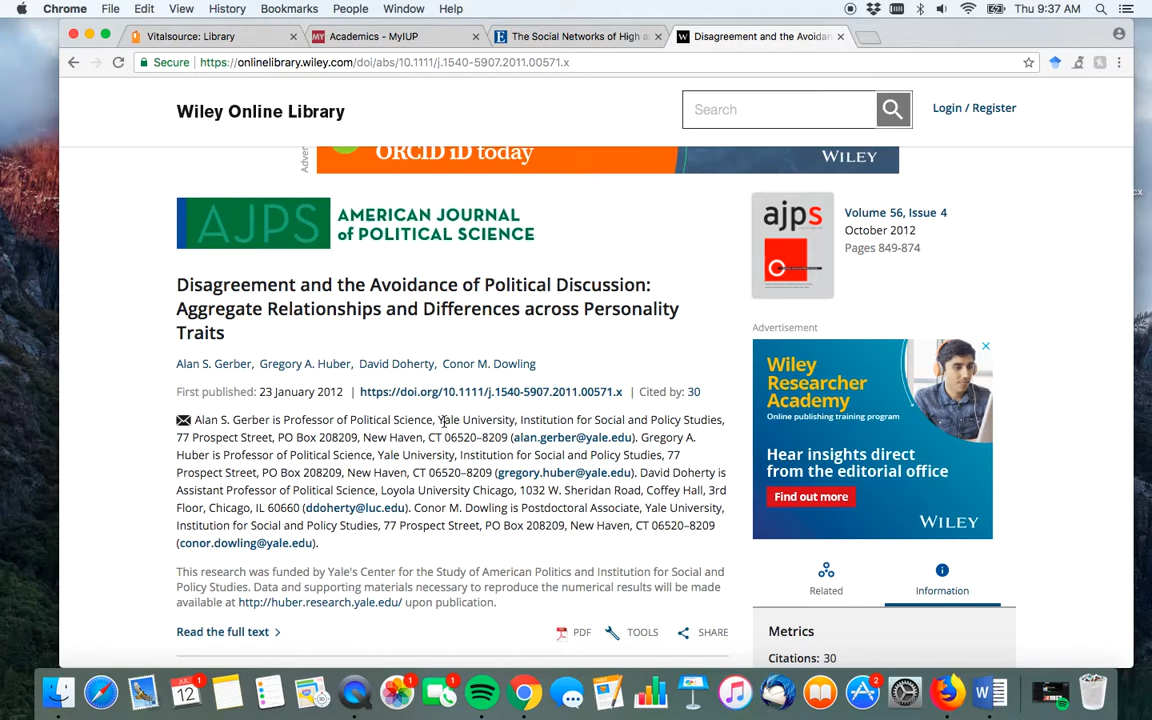 Chrome File Edit View History Bookmarks People Window Help Thu 9:37 AM
Vitalsource: Library Academics - MyIUP The Social Networks of High a Disagreement and the Avoidan
Secure https://onlinelibrary.wiley.com/doi/abs/10.1111/j.1540-5907.2011.00571.x
Wiley Online Library Search Login / Register
Adver ORCID iD today WILEY
AJPS AMERICAN JOURNAL
of POLITICAL SCIENCE
ajps Volume 56, Issue 4
October 2012
Pages 849-874
Disagreement and the Avoidance of Political Discussion:
Aggregate Relationships and Differences across Personality
Traits
Alan S. Gerber, Gregory A. Huber, David Doherty, Conor M. Dowling
First published: 23 January 2012 | https://doi.org/10.1111/j.1540-5907.2011.00571.x | Cited by: 30
Alan S. Gerber is Professor of Political Science, Yale University, Institution for Social and Policy Studies,
77 Prospect Street, PO Box 208209, New Haven, CT 06520–8209 (alan.gerber@yale.edu). Gregory A.
Huber is Professor of Political Science, Yale University, Institution for Social and Policy Studies, 77
Prospect Street, PO Box 208209, New Haven, CT 06520–8209 (gregory.huber@yale.edu). David Doherty is
Assistant Professor of Political Science, Loyola University Chicago, 1032 W. Sheridan Road, Coffey Hall, 3rd
Floor, Chicago, IL 60660 (ddoherty@luc.edu). Conor M. Dowling is Postdoctoral Associate, Yale University,
Institution for Social and Policy Studies, 77 Prospect Street, PO Box 208209, New Haven, CT 06520–8209
(conor.dowling@yale.edu).
This research was funded by Yale's Center for the Study of American Politics and Institution for Social and
Policy Studies. Data and supporting materials necessary to reproduce the numerical results will be made
available at http://huber.research.yale.edu/ upon publication.
Read the full text PDF TOOLS SHARE
Advertisement
Wiley
Researcher
Academy
Online publishing training program
Hear insights direct
from the editorial office
Find out more
WILEY
Related Information
Metrics
Citations: 30
JUL
12 1 1 1 2
cx